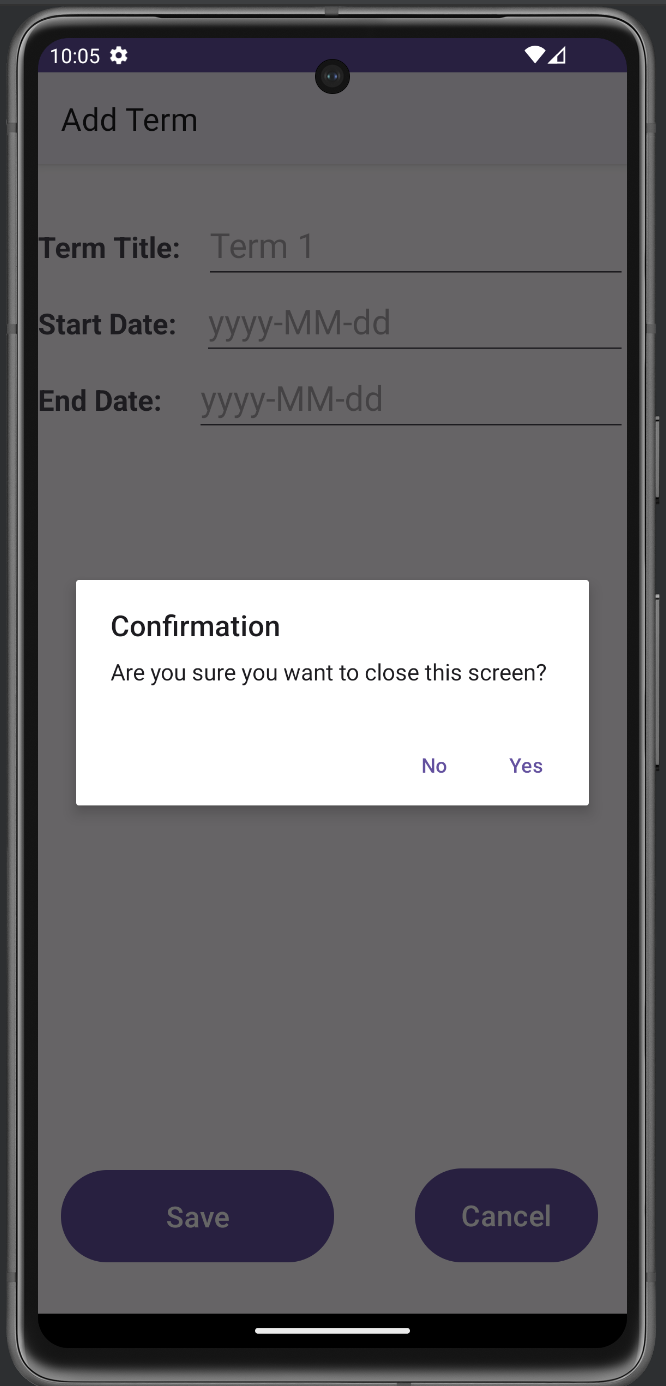 10:05
Add Term
Term Title: Term 1
Start Date: yyyy-MM-dd
End Date: yyyy-MM-dd
Confirmation
Are you sure you want to close this screen?
No Yes
Save Cancel